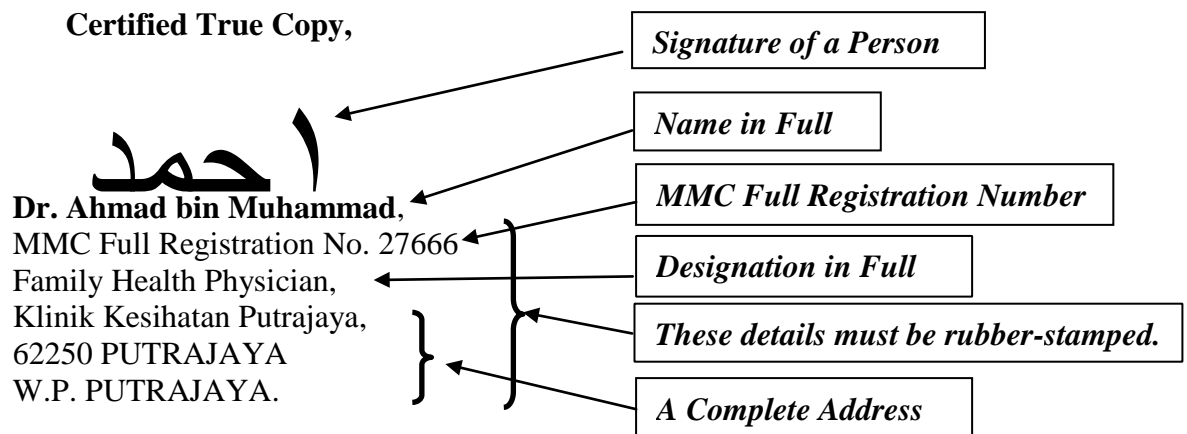 Certified True Copy,
Signature of a Person
احمد
Name in Full
Dr. Ahmad bin Muhammad,
MMC Full Registration Number
MMC Full Registration No. 27666
Designation in Full
Family Health Physician,
Klinik Kesihatan Putrajaya,
These details must be rubber-stamped.
62250 PUTRAJAYA
W.P. PUTRAJAYA.
A Complete Address